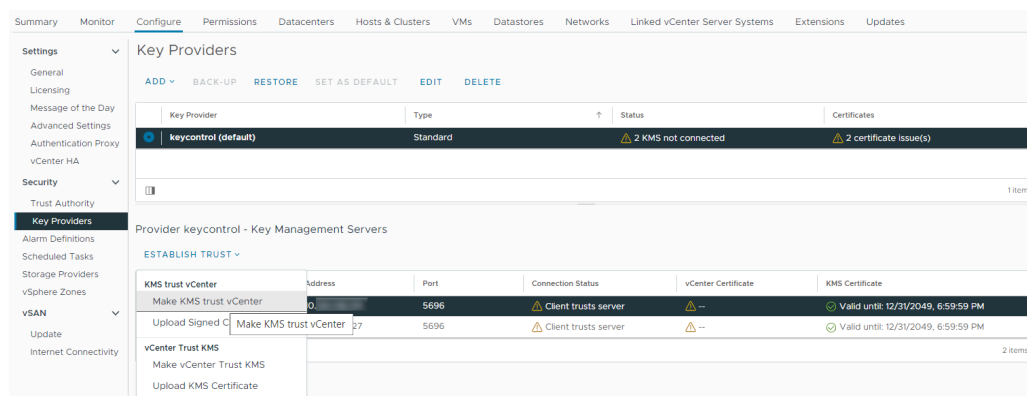 Summary Monitor Configure Permissions Datacenters Hosts & Clusters VMs Datastores Networks Linked vCenter Server Systems Extensions Updates
Settings
General
Licensing
Message of the Day
Advanced Settings
Authentication Proxy
vCenter HA
Security
Trust Authority
Key Providers
Alarm Definitions
Scheduled Tasks
Storage Providers
vSphere Zones
vSAN
Update
Internet Connectivity
Key Providers
ADD BACK-UP RESTORE SET AS DEFAULT EDIT DELETE
Key Provider Type Status Certificates
keycontrol (default) Standard 2 KMS not connected 2 certificate issue(s)
1 item
Provider keycontrol - Key Management Servers
ESTABLISH TRUST
KMS trust vCenter
Make KMS trust vCenter
Upload Signed C
Make KMS trust vCenter
vCenter Trust KMS
Make vCenter Trust KMS
Upload KMS Certificate
Address Port Connection Status vCenter Certificate KMS Certificate
0. 5696 Client trusts server -- Valid until: 12/31/2049, 6:59:59 PM
27 5696 Client trusts server -- Valid until: 12/31/2049, 6:59:59 PM
2 items